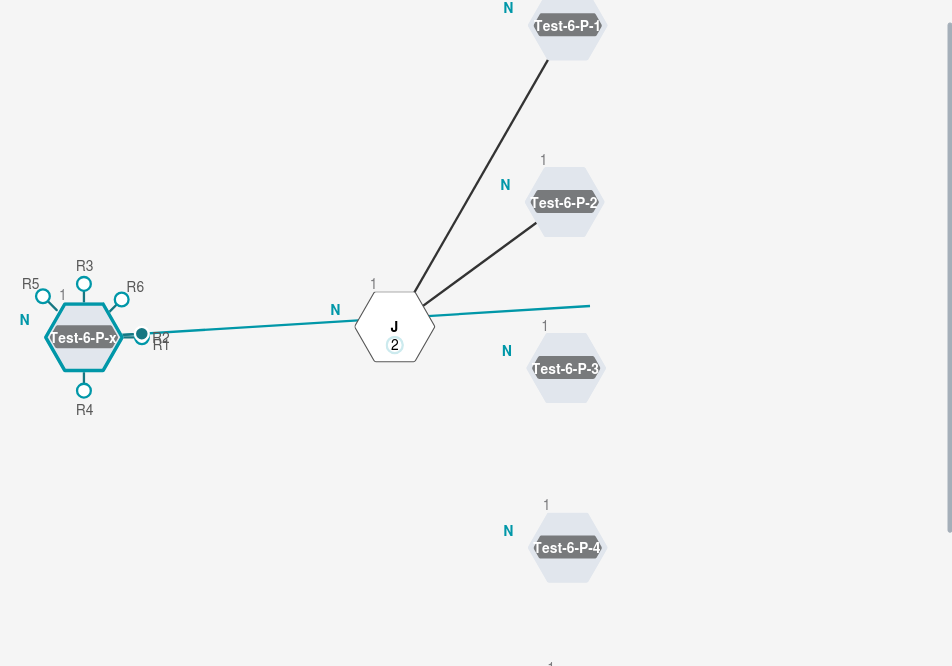 N
Test-6-P-1
1
N
Test-6-P-2
R3
R5
1
R6
N
Test-6-P-x
R2
R1
R4
1
N
J
2
1
N
Test-6-P-3
1
N
Test-6-P-4